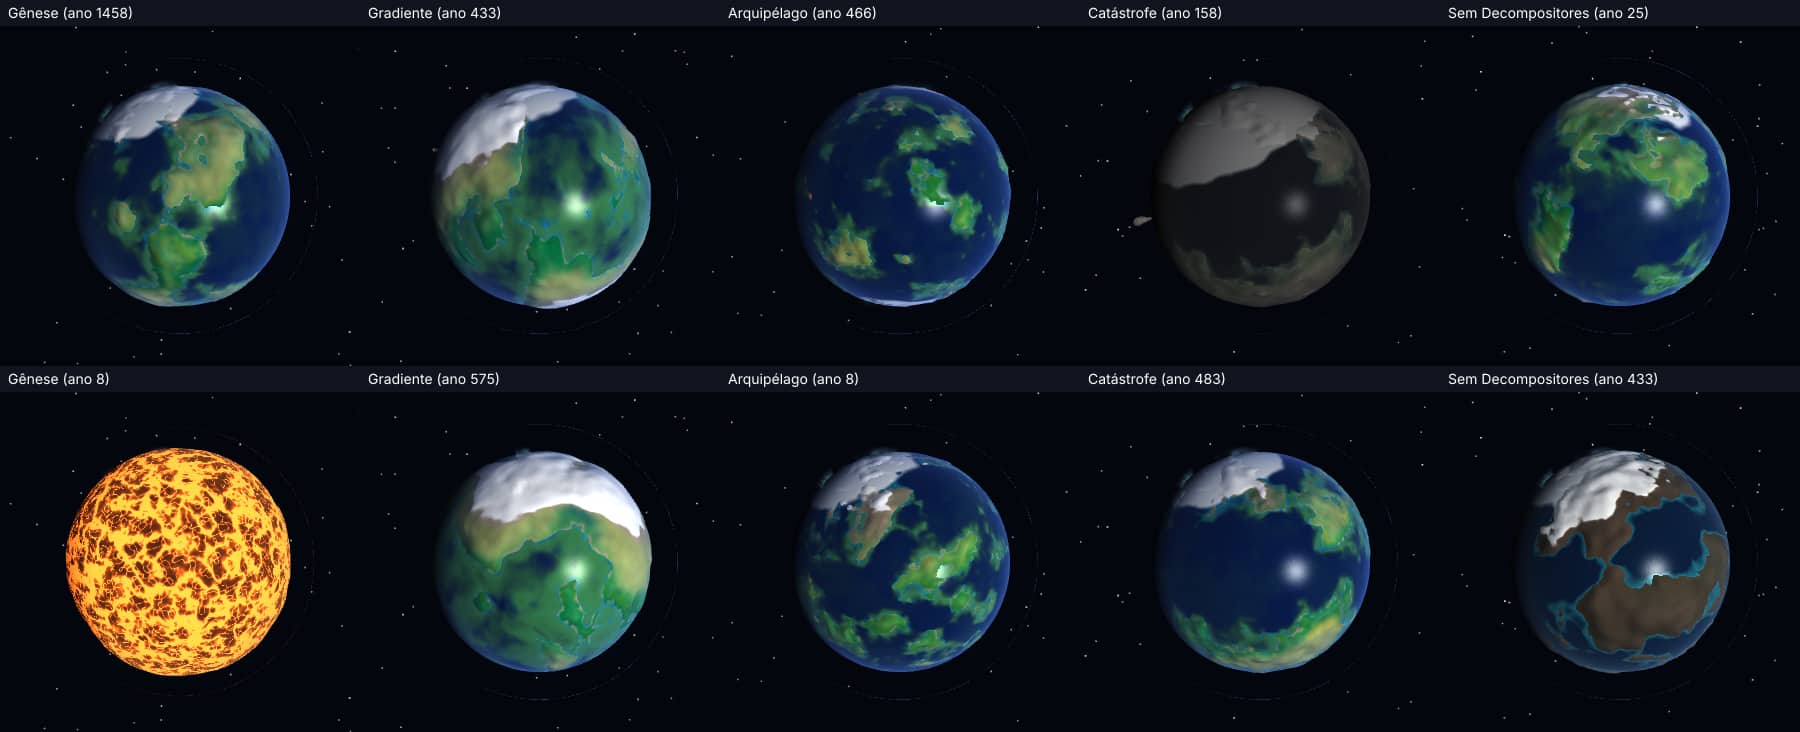 Gênese (ano 1458)
Gradiente (ano 433)
Arquipélago (ano 466)
Catástrofe (ano 158)
Sem Decompositores (ano 25)
Gênese (ano 8)
Gradiente (ano 575)
Arquipélago (ano 8)
Catástrofe (ano 483)
Sem Decompositores (ano 433)